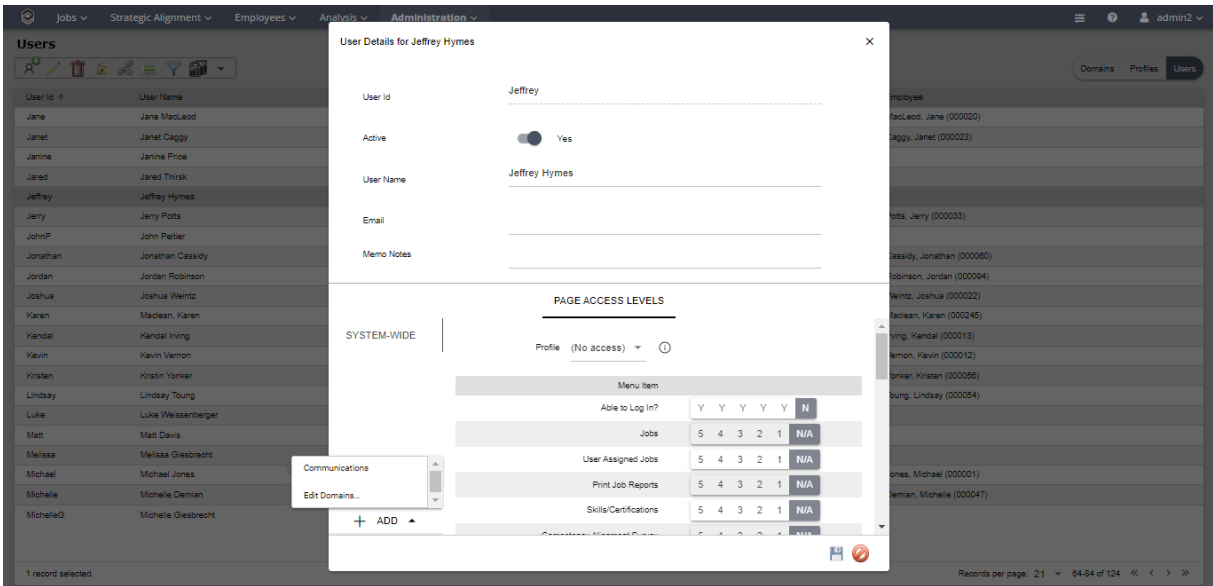 Jobs Strategic Alignment Employees Analysis Administration admin2
Users
Domains Profiles Users
User Id User Name
Jane Jane MacLeod MacLeod, Jane (000020)
Janet Janet Caggy Caggy, Janet (000023)
Janine Janine Price
Jared Jared Thirsk
Jeffrey Jeffrey Hymes
Jerry Jerry Potts Potts, Jerry (000033)
JohnP John Peltier
Jonathan Jonathan Cassidy Cassidy, Jonathan (000060)
Jordan Jordan Robinson Robinson, Jordan (000094)
Joshua Joshua Weintz Weintz, Joshua (000022)
Karen Maclean, Karen Maclean, Karen (000245)
Kendal Kendal Irving Irving, Kendal (000013)
Kevin Kevin Vernon Vernon, Kevin (000012)
Kristen Kristin Yonker Yonker, Kristen (000056)
Lindsay Lindsay Toung Young, Lindsay (000054)
Luke Luke Weissenberger
Matt Matt Davis
Melissa Melissa Giesbrecht
Michael Michael Jones Jones, Michael (000001)
Michelle Michelle Demian Demian, Michelle (000047)
MichelleG Michelle Giesbrecht
1 record selected.
Records per page: 21 64-84 of 124
User Details for Jeffrey Hymes
User Id Jeffrey
Active Yes
User Name Jeffrey Hymes
Email
Memo Notes
PAGE ACCESS LEVELS
SYSTEM-WIDE
Profile (No access)
Menu Item
Able to Log In? Y Y Y Y Y N
Jobs 5 4 3 2 1 N/A
User Assigned Jobs 5 4 3 2 1 N/A
Print Job Reports 5 4 3 2 1 N/A
Skills/Certifications 5 4 3 2 1 N/A
Competency Alignment Survey 5 4 3 2 1 N/A
Communications
Edit Domains...
+ ADD